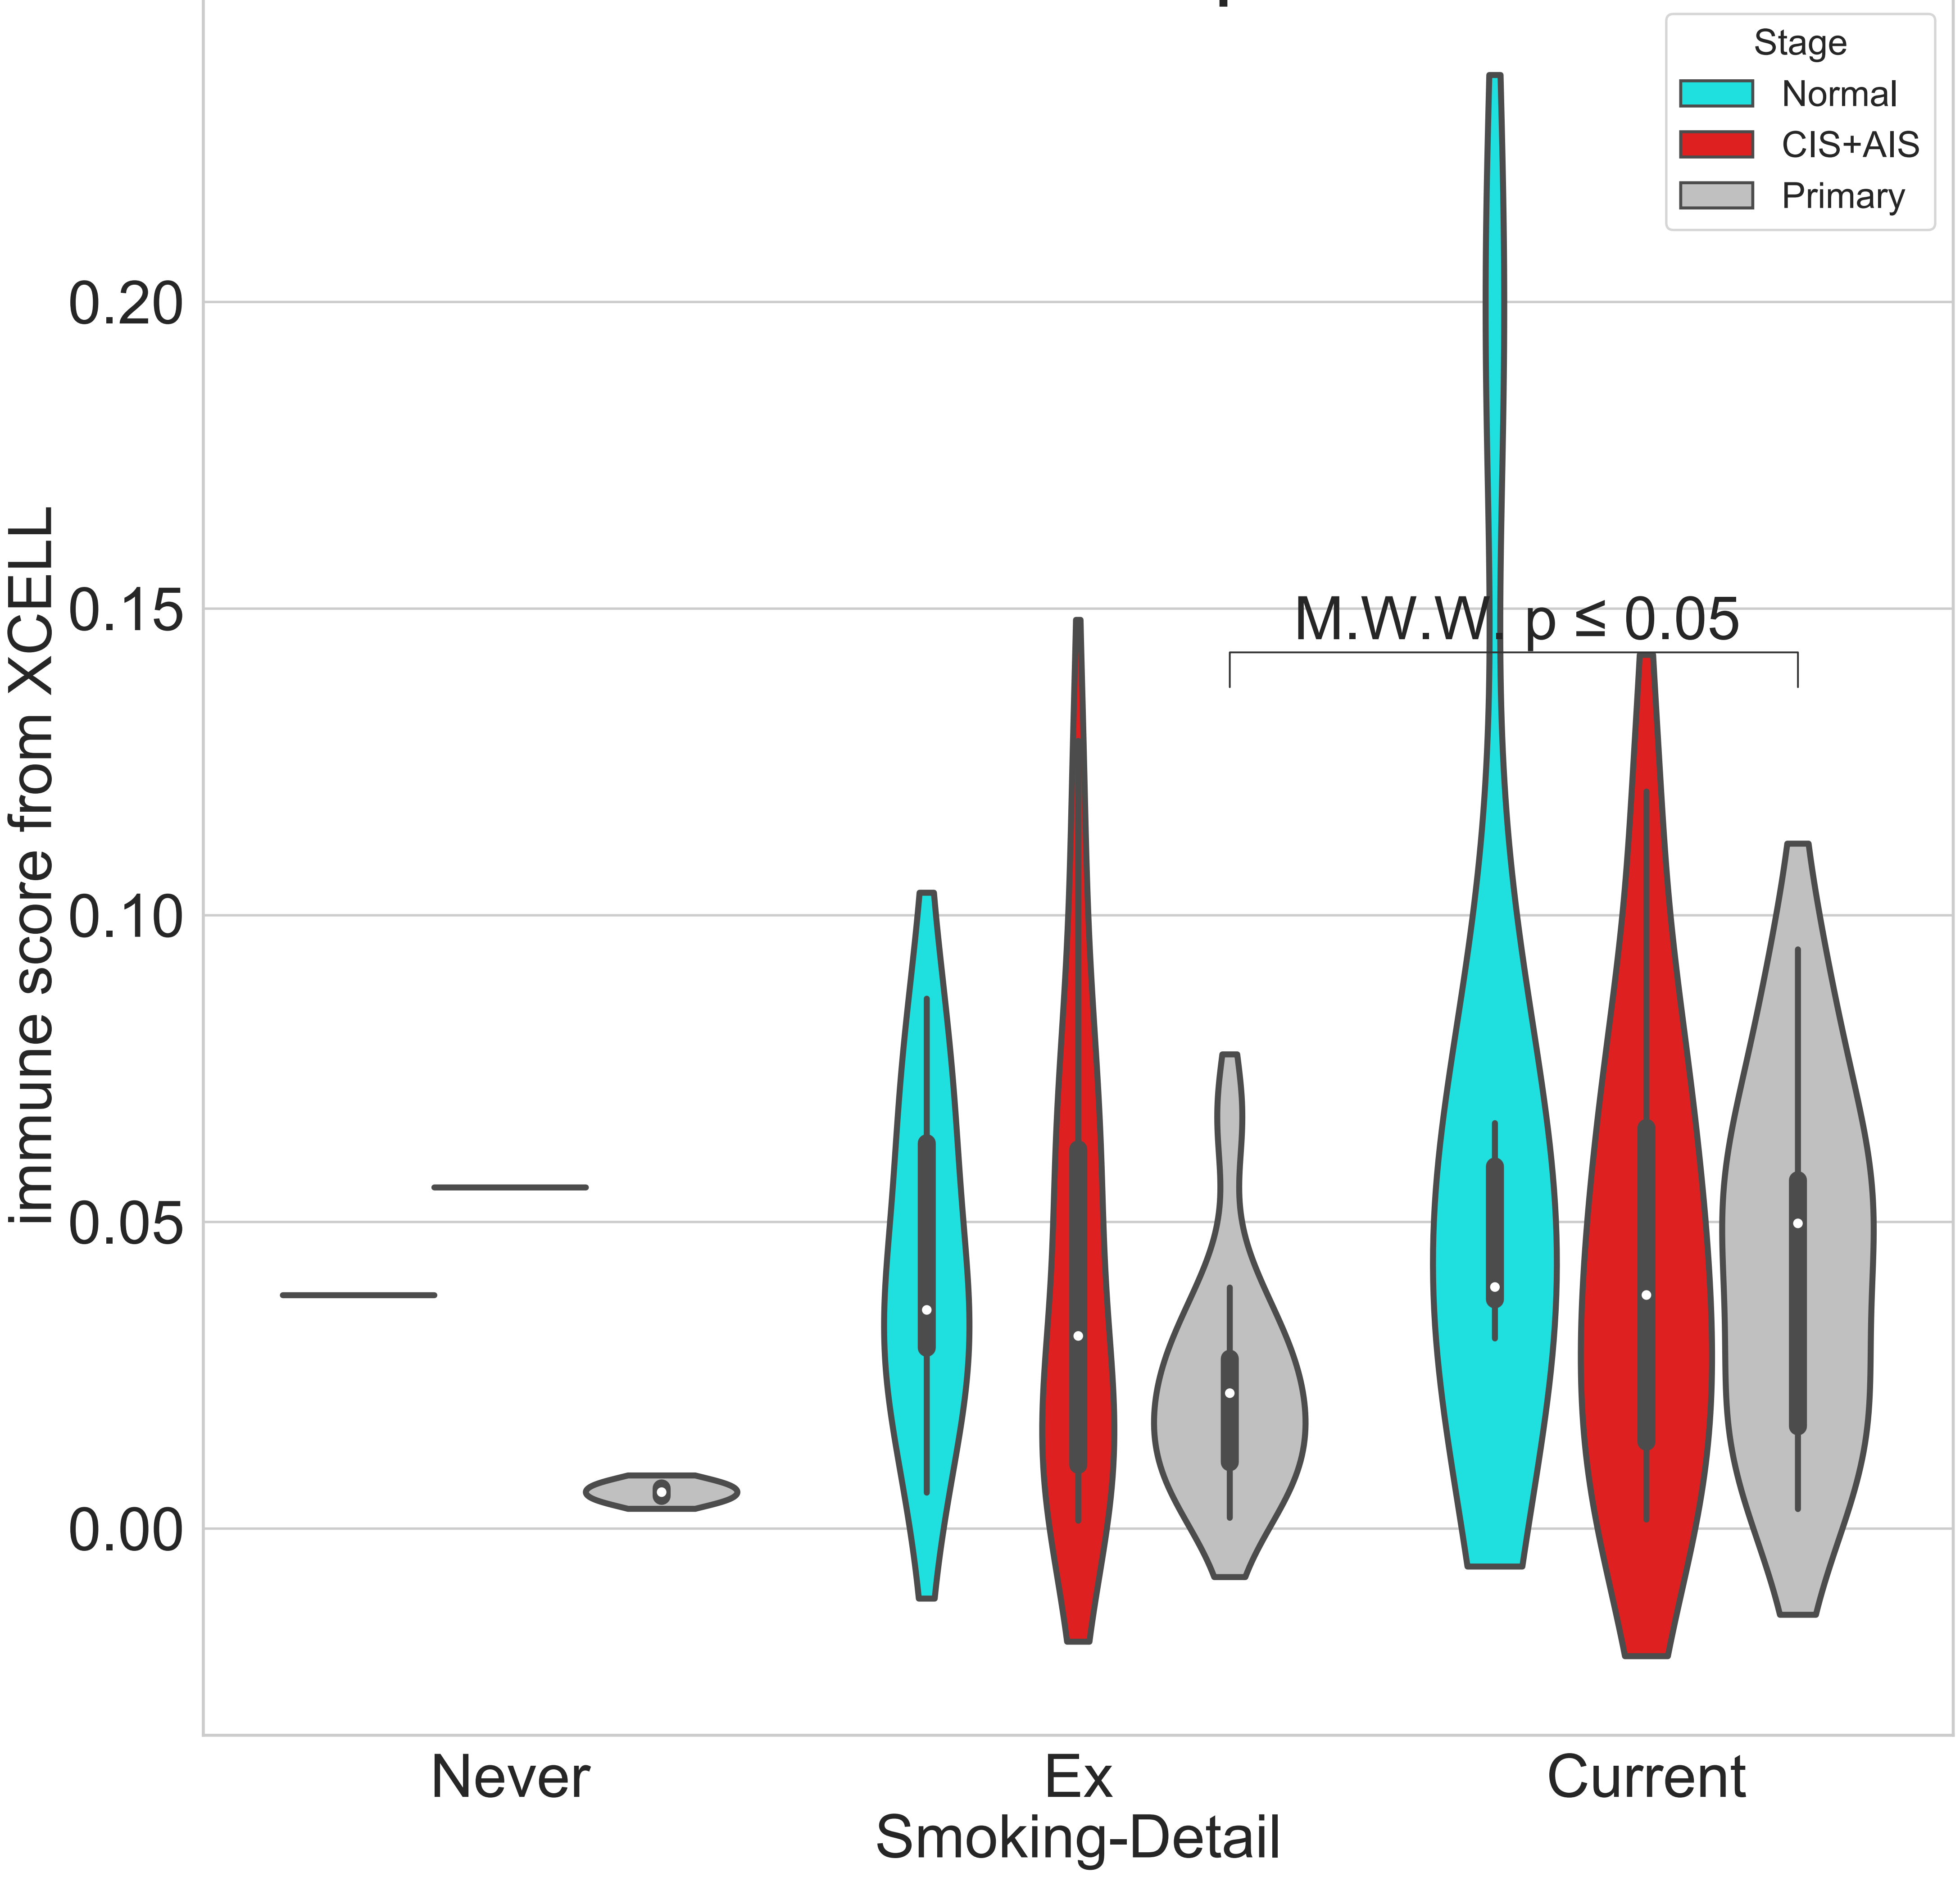 Stage
Normal
CIS+AIS
Primary
immune score from XCELL
0.20
0.15
0.10
0.05
0.00
M.W.W. p ≤ 0.05
Never
Ex
Current
Smoking-Detail